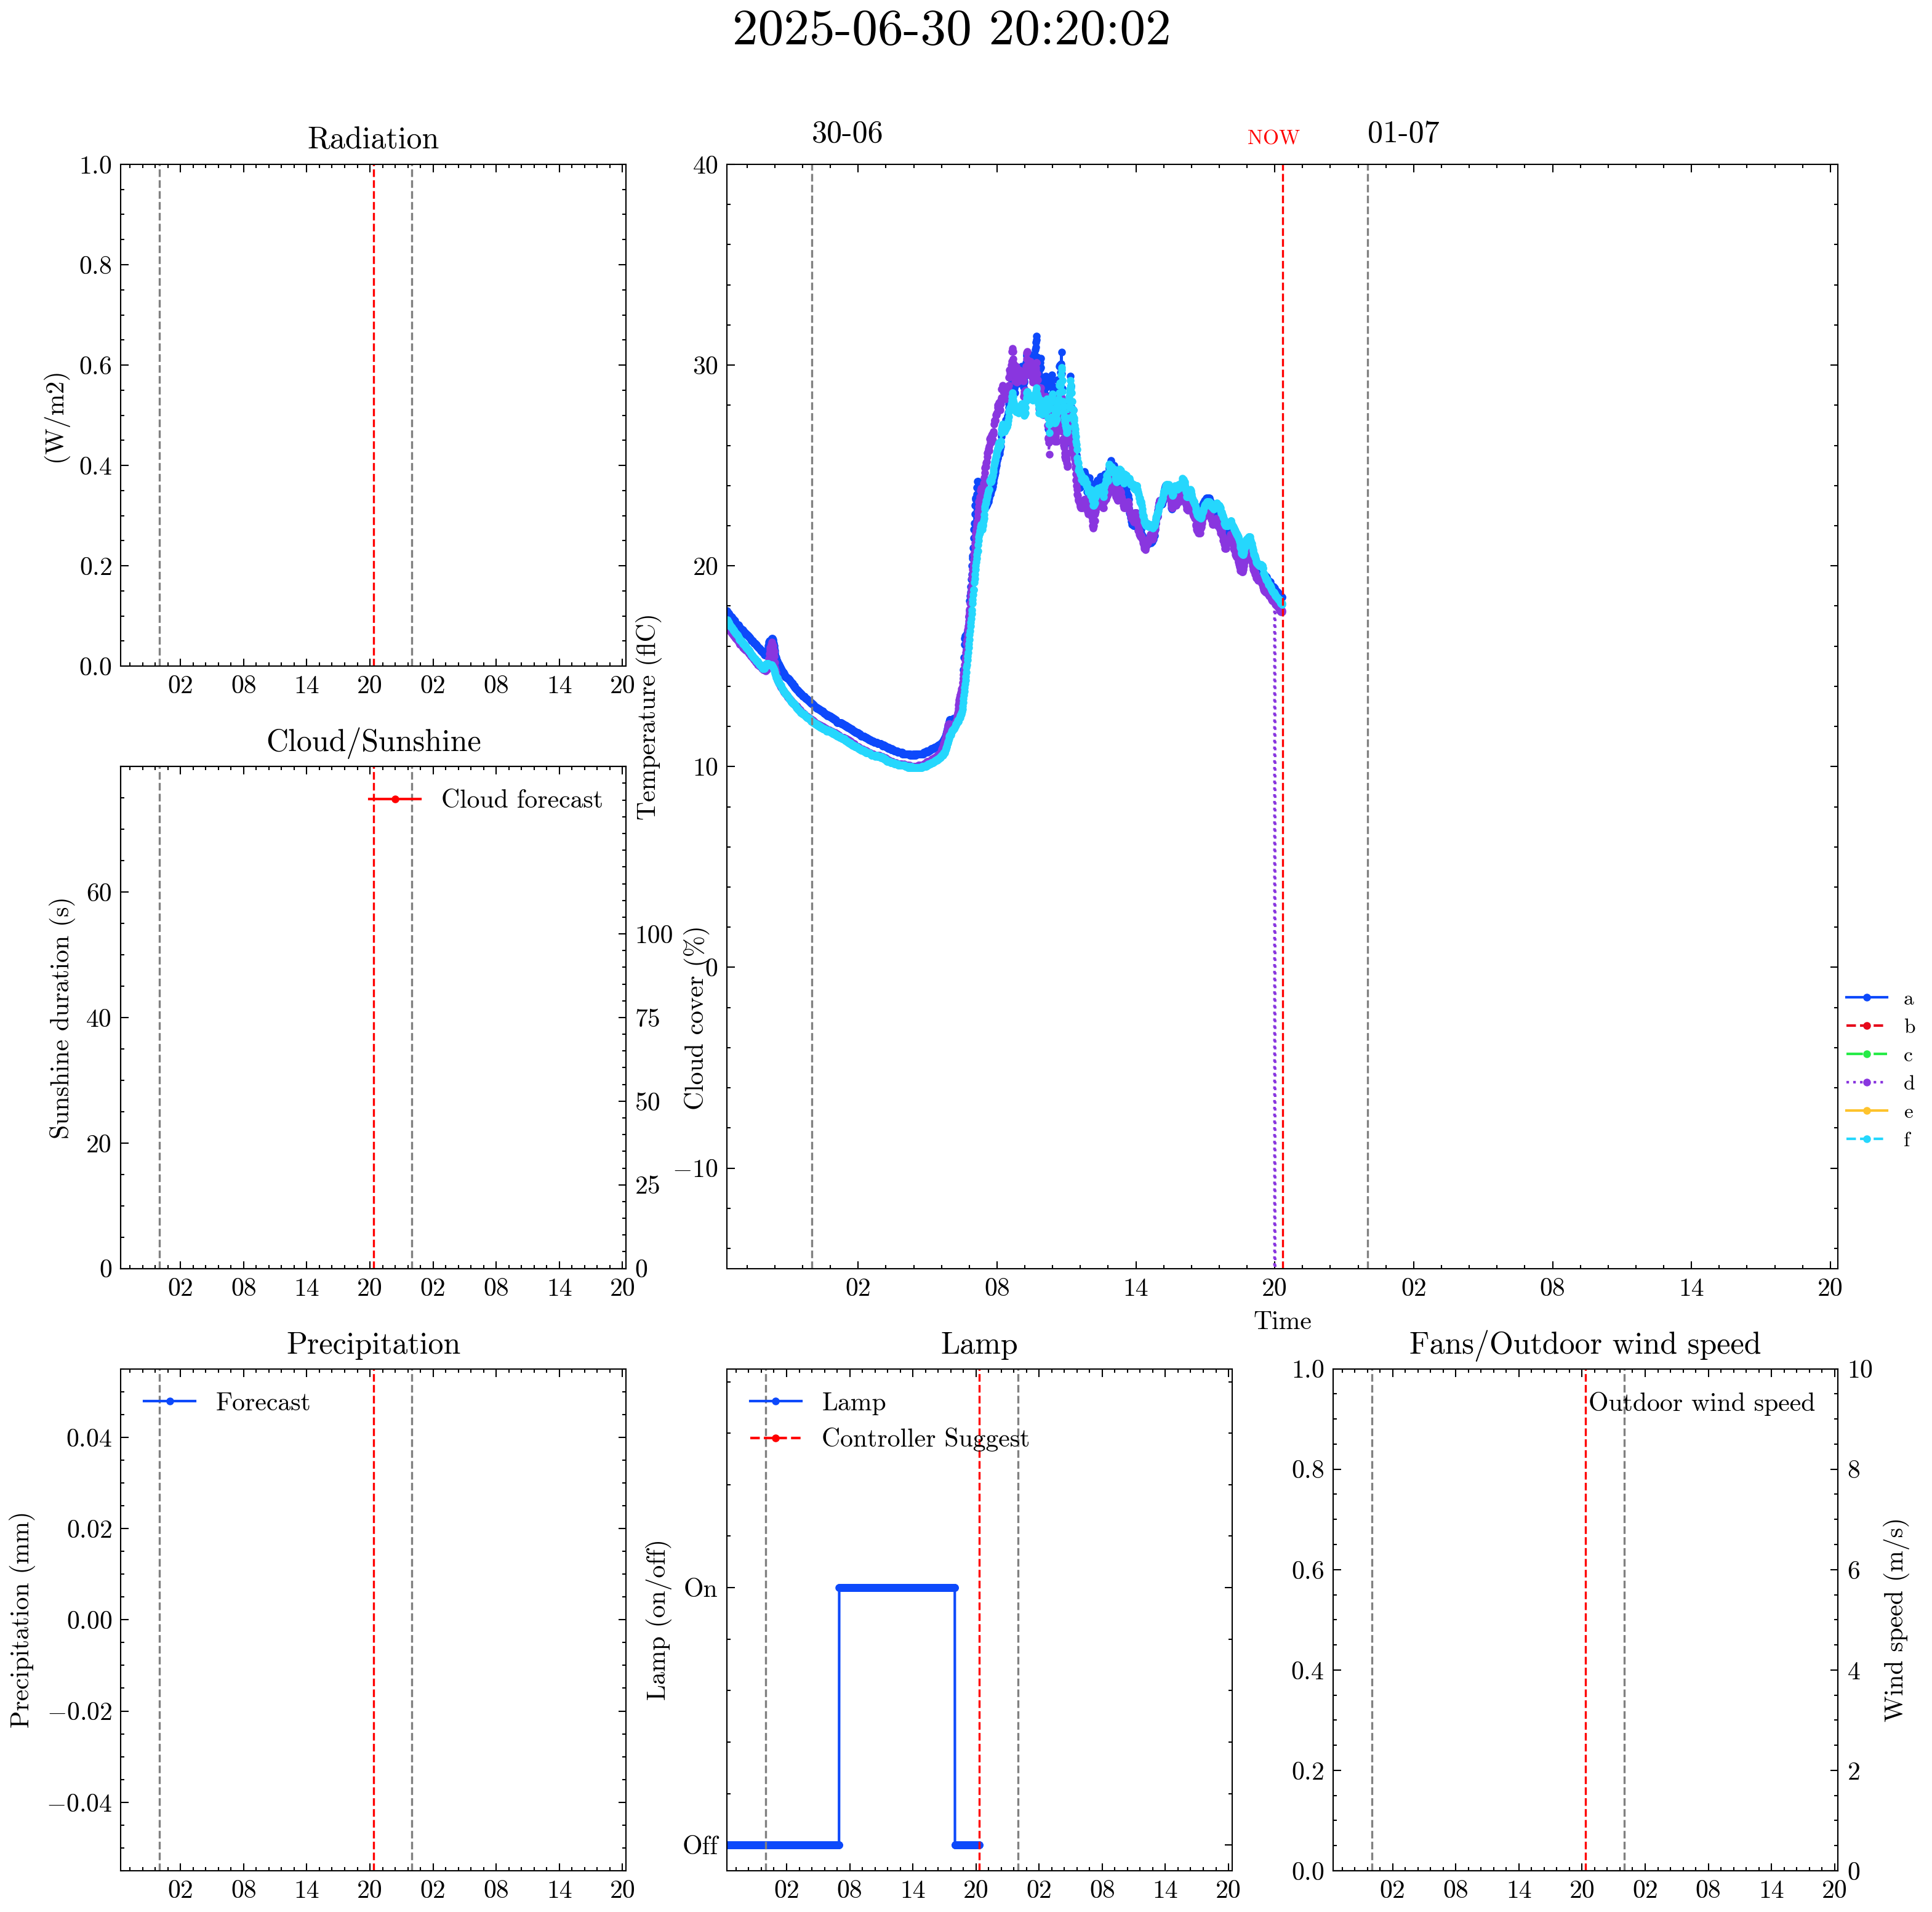 2025-06-30 20:20:02
Radiation
30-06
NOW
01-07
(W/m2)
1.0
0.8
0.6
0.4
0.2
0.0
02 08 14 20 02 08 14 20
Temperature (flC)
40
30
20
10
0
−10
02 08 14 20 02 08 14 20
Time
a
b
c
d
e
f
Cloud/Sunshine
Cloud forecast
Sunshine duration (s)
60
40
20
0
Cloud cover (%)
100
75
50
25
0
02 08 14 20 02 08 14 20
Precipitation
Forecast
Precipitation (mm)
0.04
0.02
0.00
−0.02
−0.04
02 08 14 20 02 08 14 20
Lamp
Lamp
Controller Suggest
Lamp (on/off)
On
Off
02 08 14 20 02 08 14 20
Fans/Outdoor wind speed
Outdoor wind speed
1.0
0.8
0.6
0.4
0.2
0.0
10
8
6
4
2
0
Wind speed (m/s)
02 08 14 20 02 08 14 20